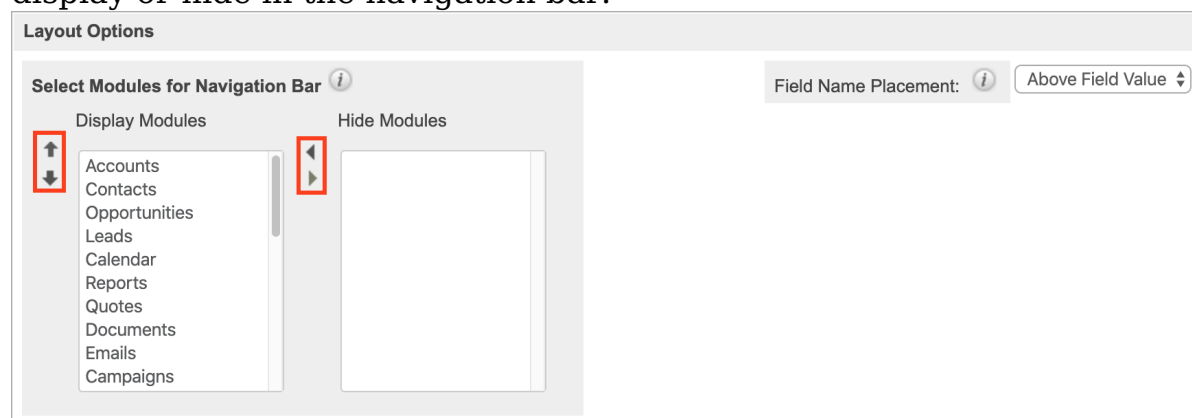 display or hide in the navigation bar.
Layout Options
Select Modules for Navigation Bar i
Field Name Placement: i Above Field Value
Display Modules
Hide Modules
Accounts
Contacts
Opportunities
Leads
Calendar
Reports
Quotes
Documents
Emails
Campaigns